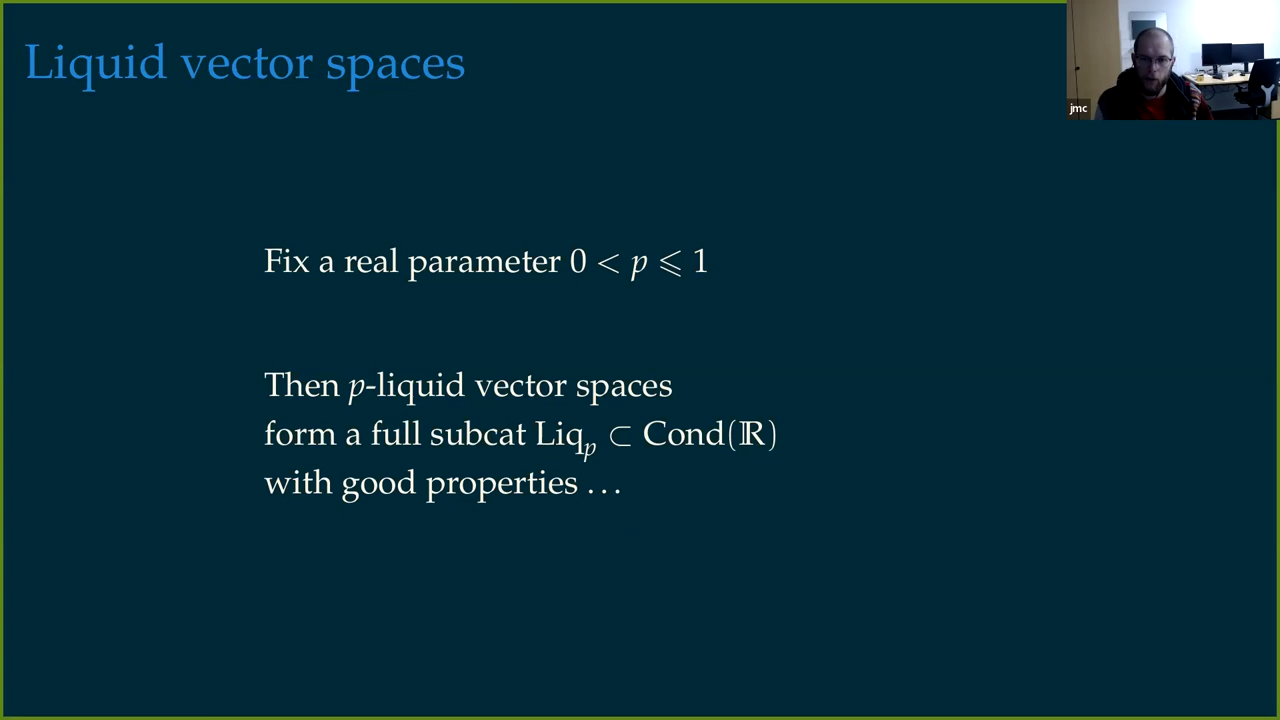 Liquid vector spaces
jmc
Fix a real parameter 0 < p ⩽ 1
Then p-liquid vector spaces
form a full subcat Liqₚ ⊂ Cond(ℝ)
with good properties . . .